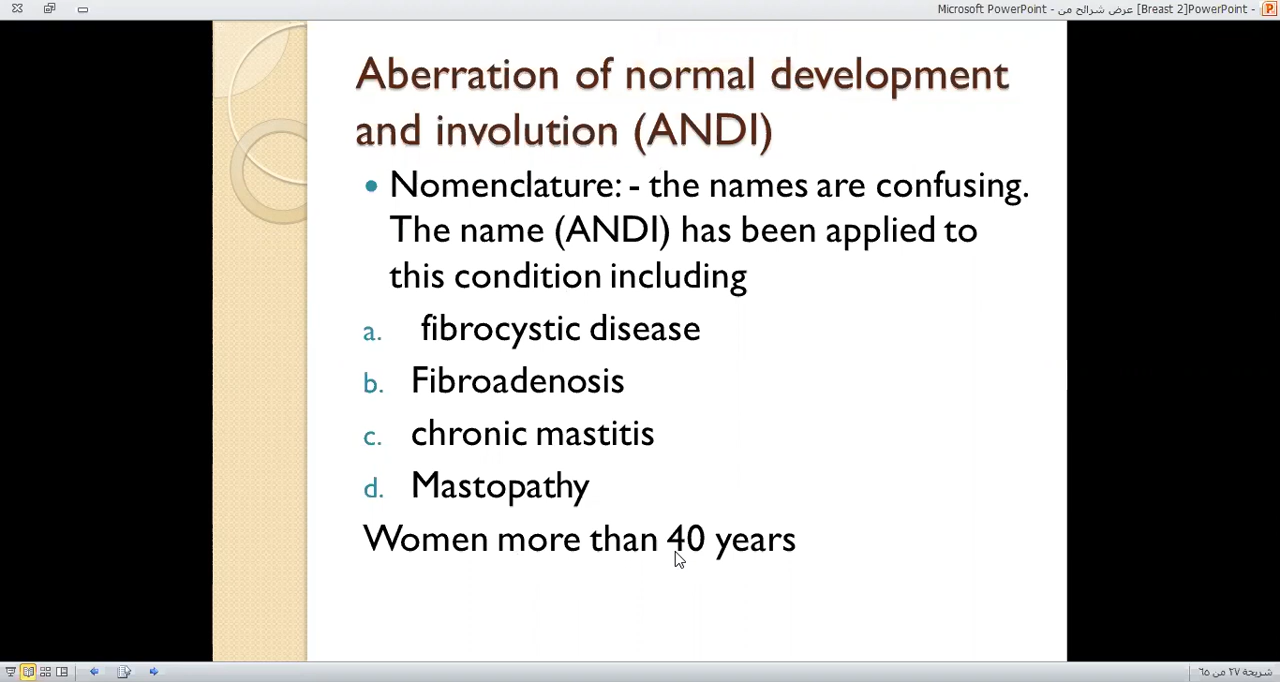 Microsoft PowerPoint - عرض شرائح من PowerPoint[Breast 2] -
Aberration of normal development
and involution (ANDI)
• Nomenclature: - the names are confusing.
The name (ANDI) has been applied to
this condition including
a. fibrocystic disease
b. Fibroadenosis
c. chronic mastitis
d. Mastopathy
Women more than 40 years
شريحة ٢٧ من ٦٥